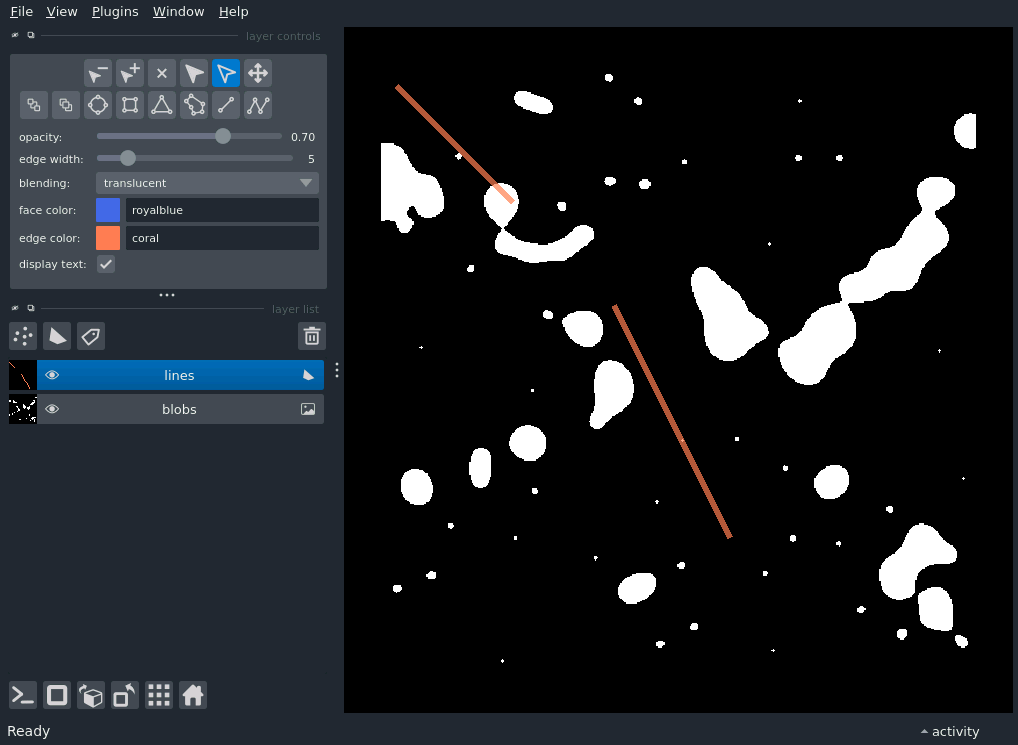 File View Plugins Window Help
layer controls
opacity: 0.70
edge width: 5
blending: translucent
face color: royalblue
edge color: coral
display text:
layer list
lines
blobs
Ready
activity